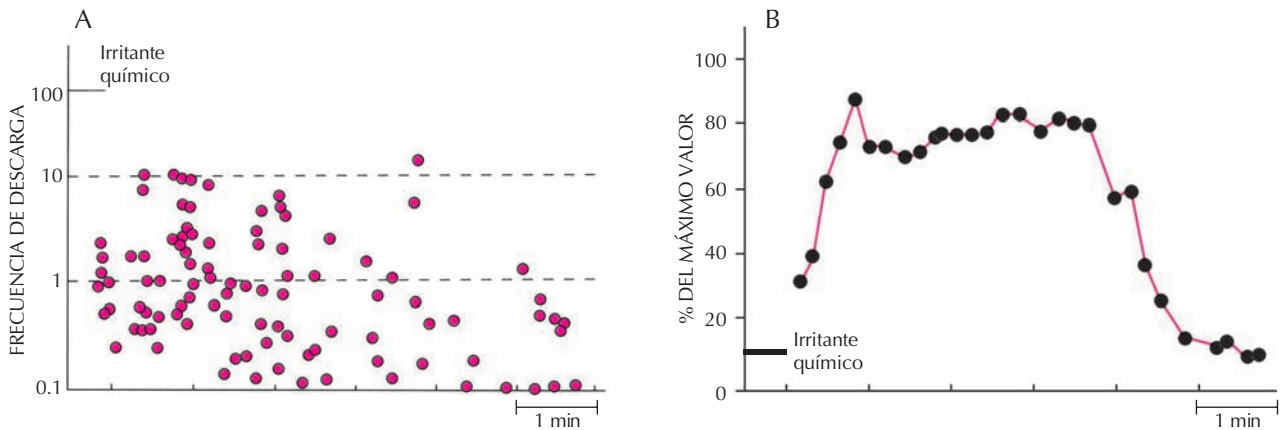 A
Irritante
químico
FRECUENCIA DE DESCARGA
100
10
1
0.1
1 min
B
% DEL MÁXIMO VALOR
100
80
60
40
20
0
Irritante
químico
1 min